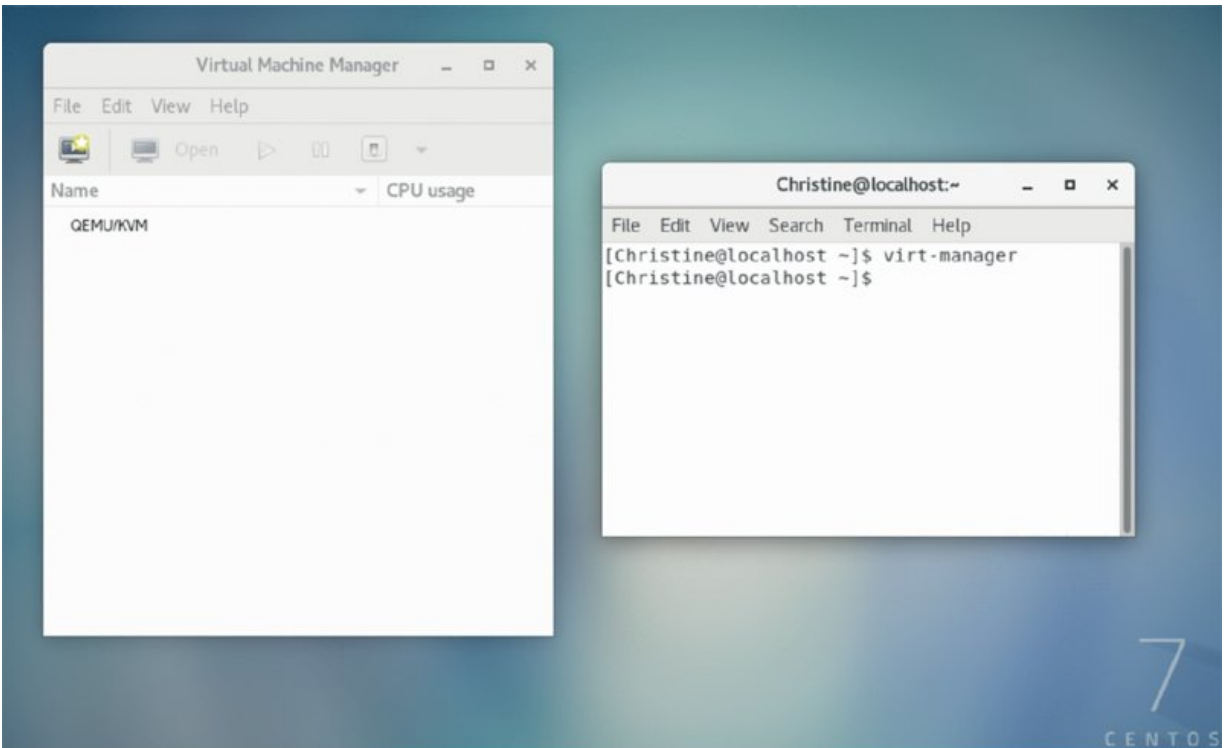 Virtual Machine Manager
File Edit View Help
Open
Name CPU usage
QEMU/KVM
Christine@localhost:~
File Edit View Search Terminal Help
[Christine@localhost ~]$ virt-manager
[Christine@localhost ~]$
7
CENTOS